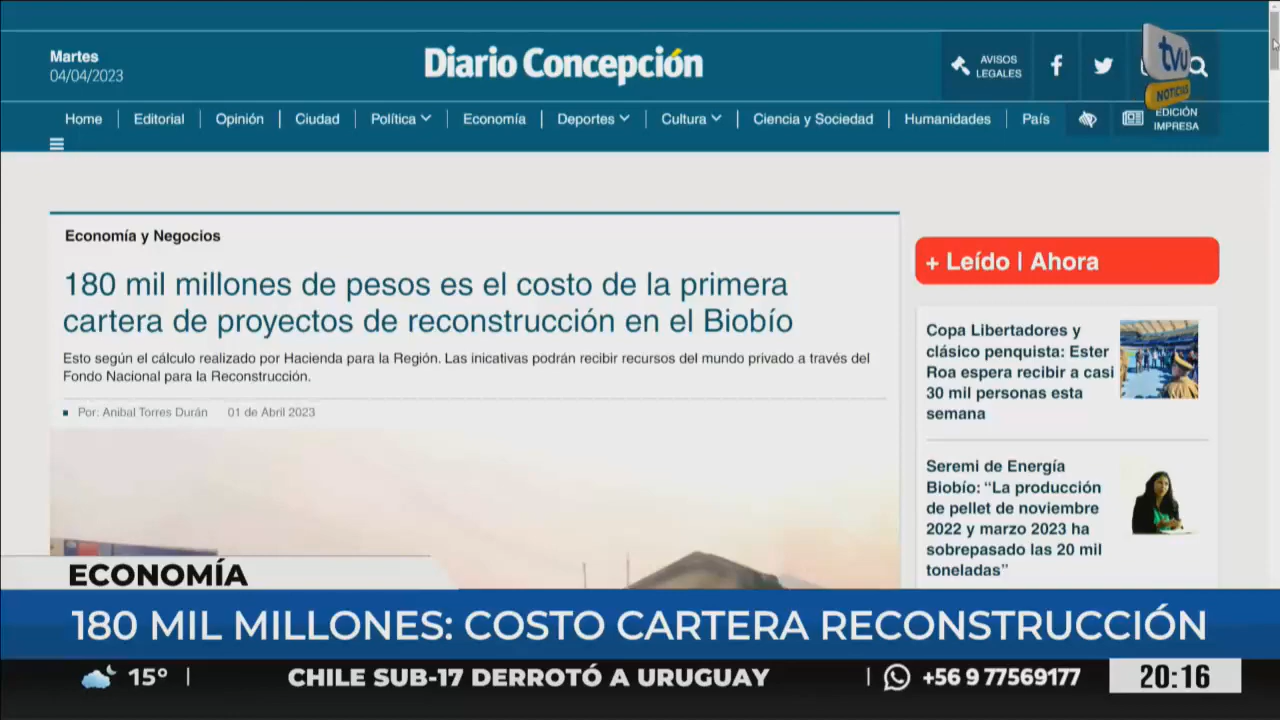 Martes
04/04/2023
Diario Concepción
AVISOS
LEGALES
tvu
NOTICIAS
Home
Editorial
Opinión
Ciudad
Política
Economía
Deportes
Cultura
Ciencia y Sociedad
Humanidades
País
EDICIÓN
IMPRESA
Economía y Negocios
180 mil millones de pesos es el costo de la primera
cartera de proyectos de reconstrucción en el Biobío
Esto según el cálculo realizado por Hacienda para la Región. Las inicativas podrán recibir recursos del mundo privado a través del
Fondo Nacional para la Reconstrucción.
Por: Anibal Torres Durán 01 de Abril 2023
+ Leído | Ahora
Copa Libertadores y
clásico penquista: Ester
Roa espera recibir a casi
30 mil personas esta
semana
Seremi de Energía
Biobío: “La producción
de pellet de noviembre
2022 y marzo 2023 ha
sobrepasado las 20 mil
toneladas”
ECONOMÍA
180 MIL MILLONES: COSTO CARTERA RECONSTRUCCIÓN
15° | CHILE SUB-17 DERROTÓ A URUGUAY | +56 9 77569177 20:16